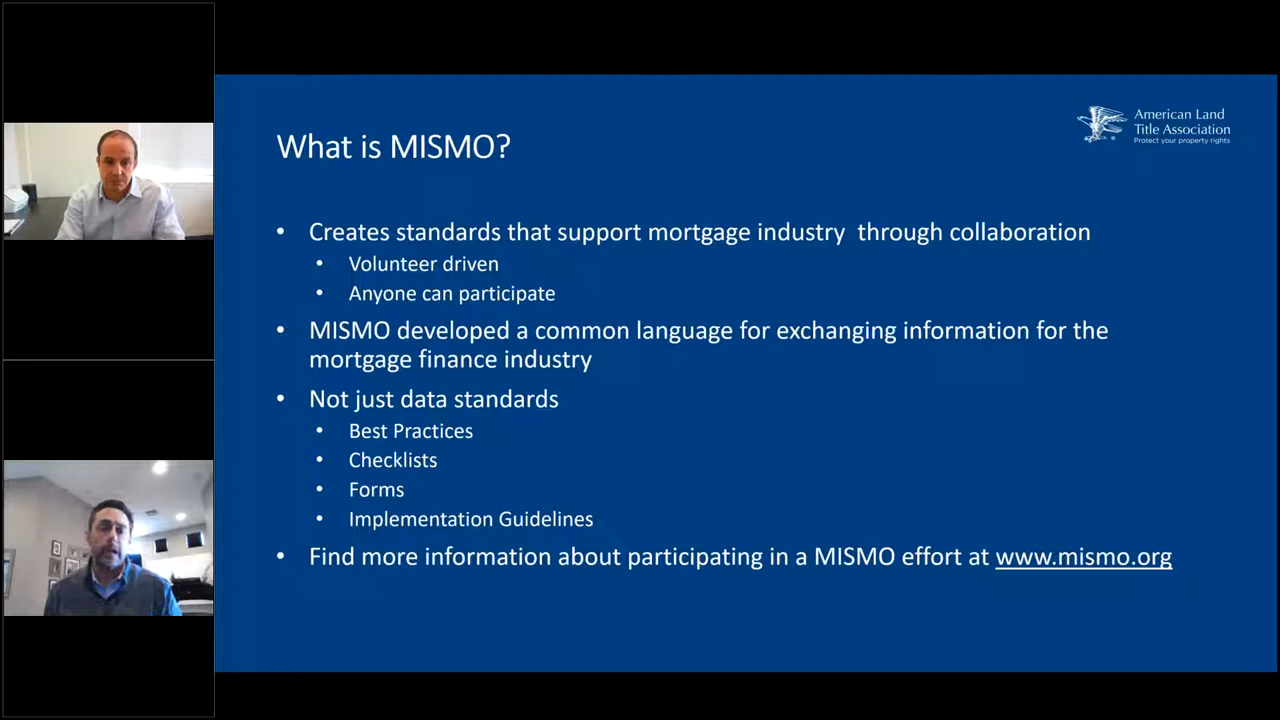 American Land
Title Association
Protect your property rights
What is MISMO?
• Creates standards that support mortgage industry  through collaboration
• Volunteer driven
• Anyone can participate
• MISMO developed a common language for exchanging information for the
mortgage finance industry
• Not just data standards
• Best Practices
• Checklists
• Forms
• Implementation Guidelines
• Find more information about participating in a MISMO effort at www.mismo.org